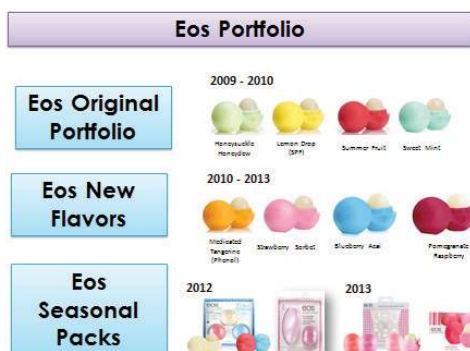 Eos Portfolio
Eos Original
Portfolio
2009 - 2010
Honeysuckle
Honeydew
Lemon Drop
(SPF)
Summer Fruit
Sweet Mint
Eos New
Flavors
2010 - 2013
Medicated
Tangerine
(Phenol)
Strawberry Sorbet
Blueberry Acai
Pomegranate
Raspberry
Eos
Seasonal
Packs
2012
2013
eos